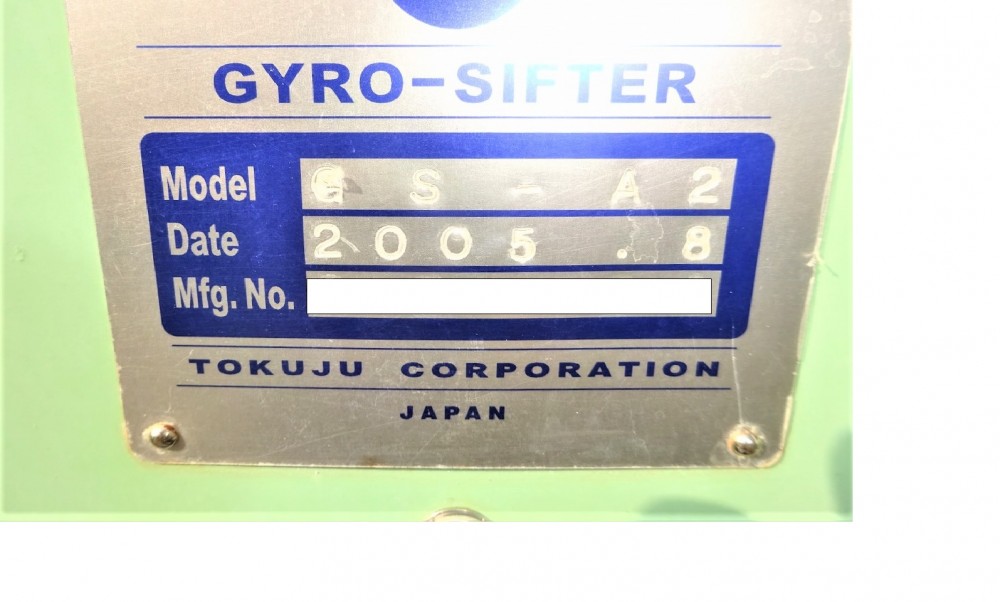 GYRO-SIFTER
Model GS-A2
Date 2005.8
Mfg. No.
TOKUJU CORPORATION
JAPAN